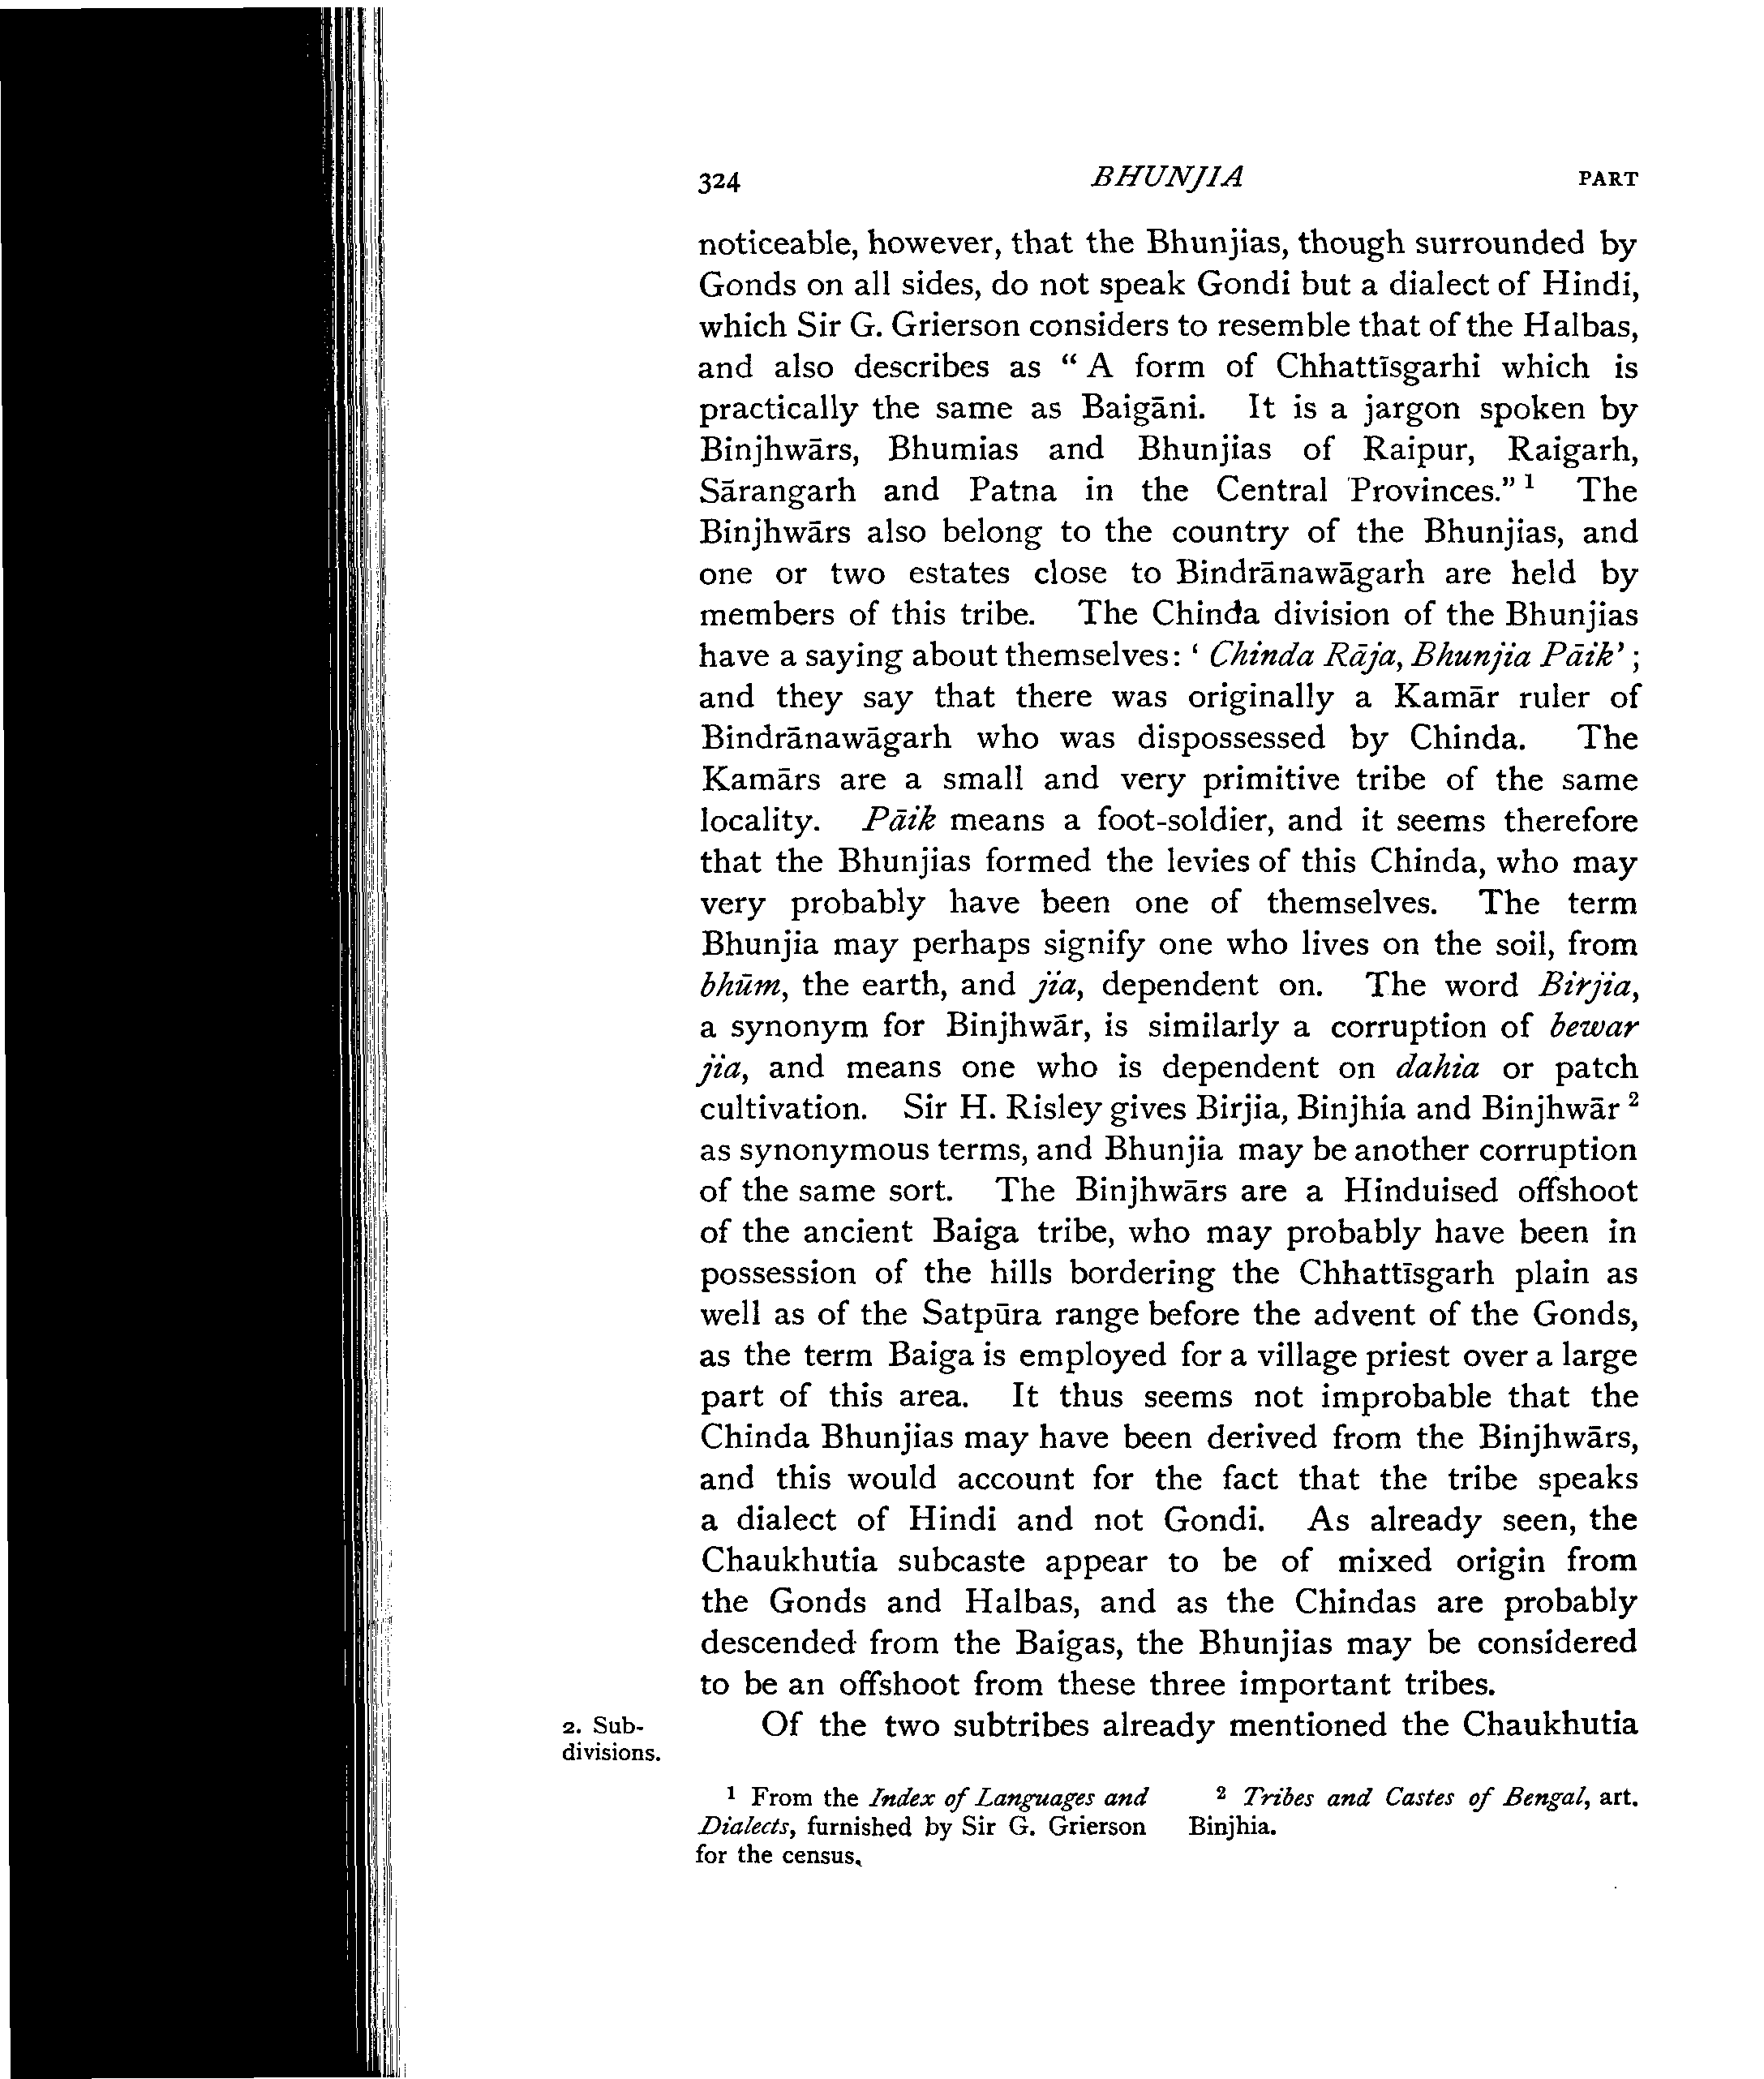 324 BHUNJIA PART
noticeable, however, that the Bhunjias, though surrounded by
Gonds on all sides, do not speak Gondi but a dialect of Hindi,
which Sir G. Grierson considers to resemble that of the Halbas,
and also describes as “ A form of Chhattīsgarhi which is
practically the same as Baigāni. It is a jargon spoken by
Binjhwārs, Bhumias and Bhunjias of Raipur, Raigarh,
Sārangarh and Patna in the Central Provinces.” 1 The
Binjhwārs also belong to the country of the Bhunjias, and
one or two estates close to Bindrānawāgarh are held by
members of this tribe. The Chinda division of the Bhunjias
have a saying about themselves: ‘ Chinda Rāja, Bhunjia Pāik’ ;
and they say that there was originally a Kamār ruler of
Bindrānawāgarh who was dispossessed by Chinda. The
Kamārs are a small and very primitive tribe of the same
locality. Pāik means a foot-soldier, and it seems therefore
that the Bhunjias formed the levies of this Chinda, who may
very probably have been one of themselves. The term
Bhunjia may perhaps signify one who lives on the soil, from
bhūm, the earth, and jia, dependent on. The word Birjia,
a synonym for Binjhwār, is similarly a corruption of bewar
jia, and means one who is dependent on dahia or patch
cultivation. Sir H. Risley gives Birjia, Binjhia and Binjhwār 2
as synonymous terms, and Bhunjia may be another corruption
of the same sort. The Binjhwārs are a Hinduised offshoot
of the ancient Baiga tribe, who may probably have been in
possession of the hills bordering the Chhattīsgarh plain as
well as of the Satpūra range before the advent of the Gonds,
as the term Baiga is employed for a village priest over a large
part of this area. It thus seems not improbable that the
Chinda Bhunjias may have been derived from the Binjhwārs,
and this would account for the fact that the tribe speaks
a dialect of Hindi and not Gondi. As already seen, the
Chaukhutia subcaste appear to be of mixed origin from
the Gonds and Halbas, and as the Chindas are probably
descended from the Baigas, the Bhunjias may be considered
to be an offshoot from these three important tribes.
2. Sub-
divisions.
Of the two subtribes already mentioned the Chaukhutia
1 From the Index of Languages and
Dialects, furnished by Sir G. Grierson
for the census.
2 Tribes and Castes of Bengal, art.
Binjhia.